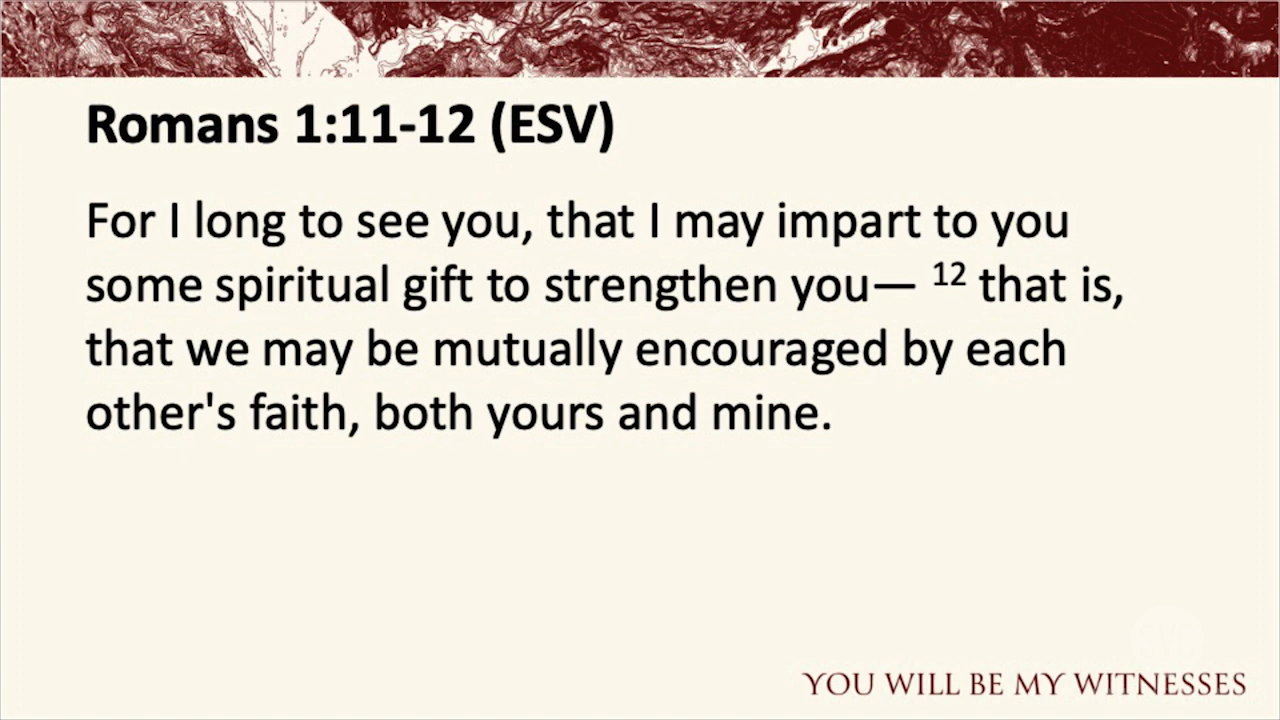 Romans 1:11-12 (ESV)
For I long to see you, that I may impart to you
some spiritual gift to strengthen you— 12 that is,
that we may be mutually encouraged by each
other's faith, both yours and mine.
YOU WILL BE MY WITNESSES